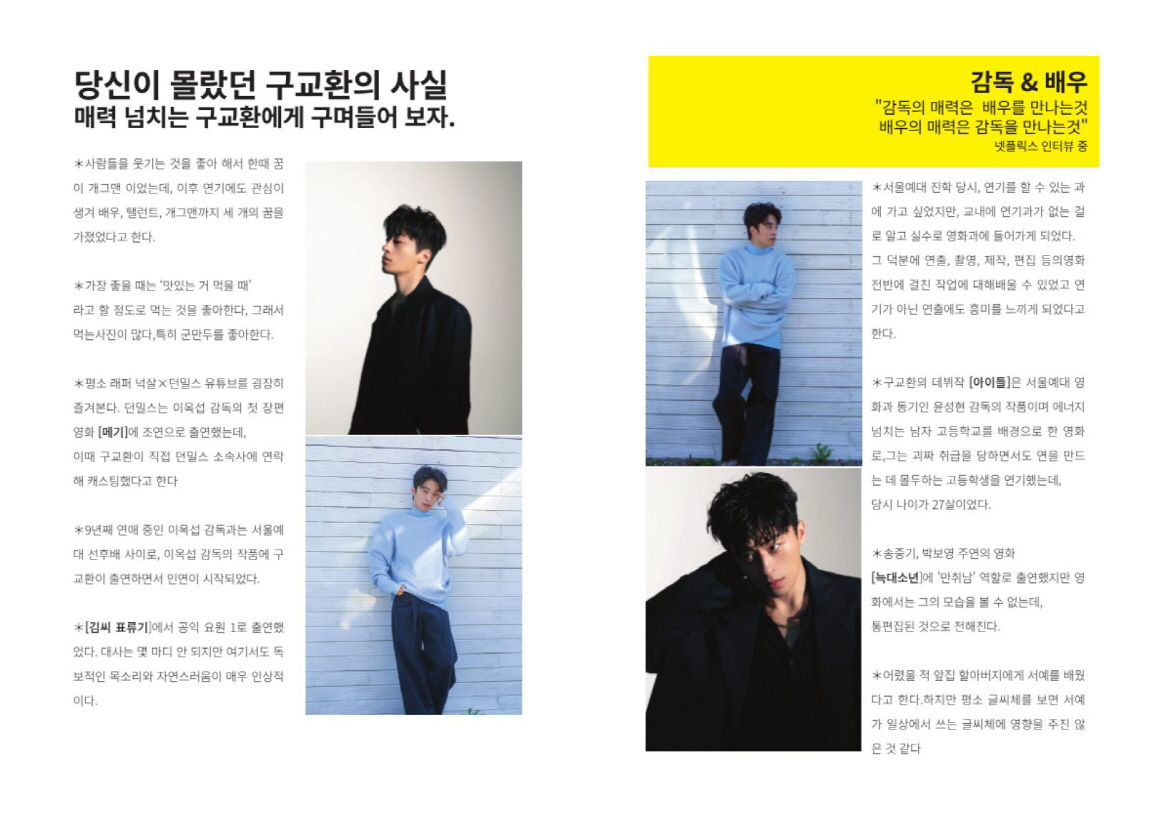 당신이 몰랐던 구교환의 사실
매력 넘치는 구교환에게 구며들어 보자.
*사람들을 웃기는 것을 좋아 해서 한때 꿈
이 개그맨 이었는데, 이후 연기에도 관심이
생겨 배우, 탤런트, 개그맨까지 세 개의 꿈을
가졌었다고 한다.
*가장 좋을 때는 '맛있는 거 먹을 때'
라고 할 정도로 먹는 것을 좋아한다, 그래서
먹는사진이 많다,특히 군만두를 좋아한다.
*평소 래퍼 넉살×던밀스 유튜브를 굉장히
즐겨본다. 던밀스는 이옥섭 감독의 첫 장편
영화 [메기]에 조연으로 출연했는데,
이때 구교환이 직접 던밀스 소속사에 연락
해 캐스팅했다고 한다
*9년째 연애 중인 이옥섭 감독과는 서울예
대 선후배 사이로, 이옥섭 감독의 작품에 구
교환이 출연하면서 인연이 시작되었다.
*[김씨 표류기]에서 공익 요원 1로 출연했
었다. 대사는 몇 마디 안 되지만 여기서도 독
보적인 목소리와 자연스러움이 매우 인상적
이다.
감독 & 배우
"감독의 매력은 배우를 만나는것
배우의 매력은 감독을 만나는것"
넷플릭스 인터뷰 중
*서울예대 진학 당시, 연기를 할 수 있는 과
에 가고 싶었지만, 교내에 연기과가 없는 걸
로 알고 실수로 영화과에 들어가게 되었다.
그 덕분에 연출, 촬영, 제작, 편집 등의영화
전반에 걸친 작업에 대해배울 수 있었고 연
기가 아닌 연출에도 흥미를 느끼게 되었다고
한다.
*구교환의 데뷔작 [아이들]은 서울예대 영
화과 동기인 윤성현 감독의 작품이며 에너지
넘치는 남자 고등학교를 배경으로 한 영화
로,그는 괴짜 취급을 당하면서도 연을 만드
는 데 몰두하는 고등학생을 연기했는데,
당시 나이가 27살이었다.
*송중기, 박보영 주연의 영화
[늑대소년]에 '만취남' 역할로 출연했지만 영
화에서는 그의 모습을 볼 수 없는데,
통편집된 것으로 전해진다.
*어렸을 적 앞집 할아버지에게 서예를 배웠
다고 한다.하지만 평소 글씨체를 보면 서예
가 일상에서 쓰는 글씨체에 영향을 주진 않
은 것 같다